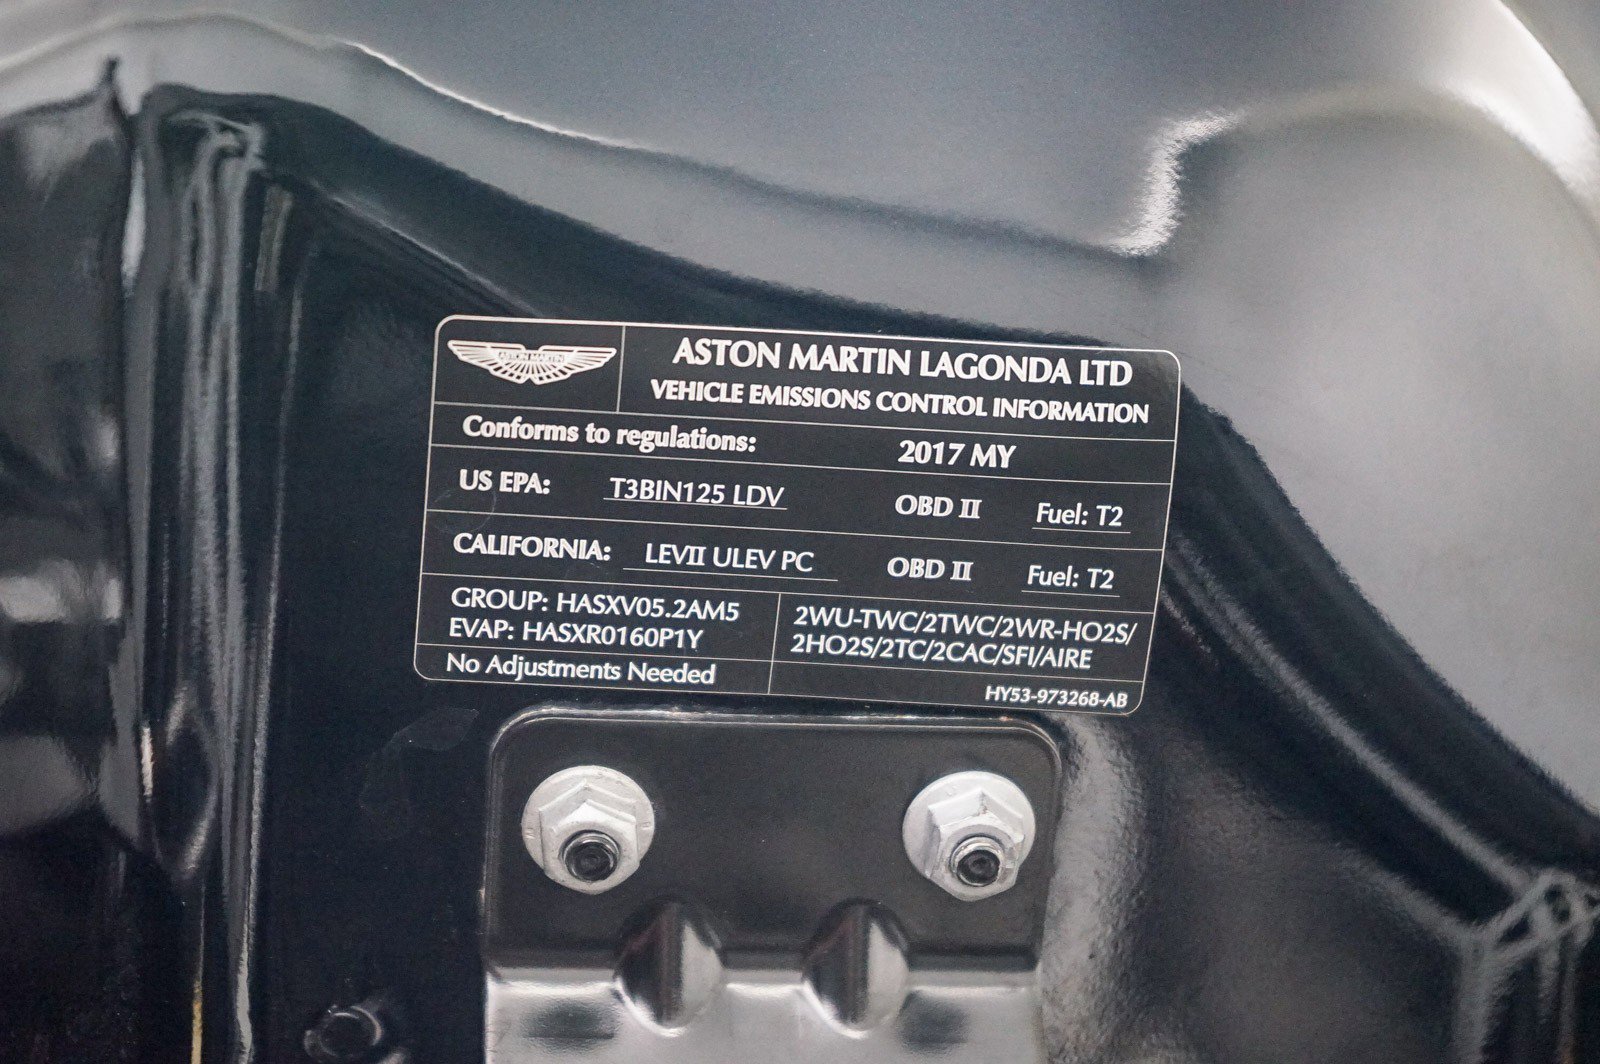 ASTON MARTIN
ASTON MARTIN LAGONDA LTD
VEHICLE EMISSIONS CONTROL INFORMATION
Conforms to regulations: 2017 MY
US EPA: T3BIN125 LDV OBD II Fuel: T2
CALIFORNIA: LEVII ULEV PC OBD II Fuel: T2
GROUP: HASXV05.2AM5
EVAP: HASXR0160P1Y
2WU-TWC/2TWC/2WR-HO2S/
2HO2S/2TC/2CAC/SFI/AIRE
No Adjustments Needed
HY53-973268-AB